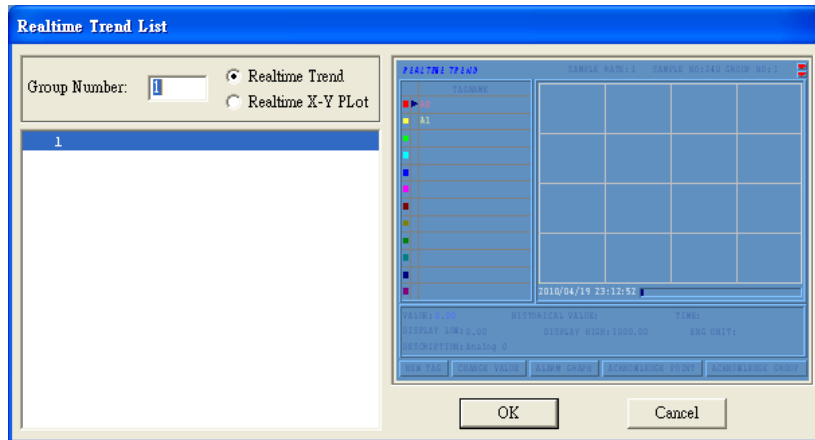 Realtime Trend List
Group Number: 1
Realtime Trend
Realtime X-Y PLot
1
REALTIME TREND SAMPLE RATE:1 SAMPLE NO:240 GROUP NO:1
TAGNAME
A0
A1
2010/04/19 23:12:52
VALUE:0.00 HISTORICAL VALUE: TIME:
DISPLAY LOW:0.00 DISPLAY HIGH:1000.00 ENG UNIT:
DESCRIPTION:Analog 0
NEW TAG CHANGE VALUE ALARM GRAPH ACKNOWLEDGE POINT ACKNOWLEDGE GROUP
OK Cancel